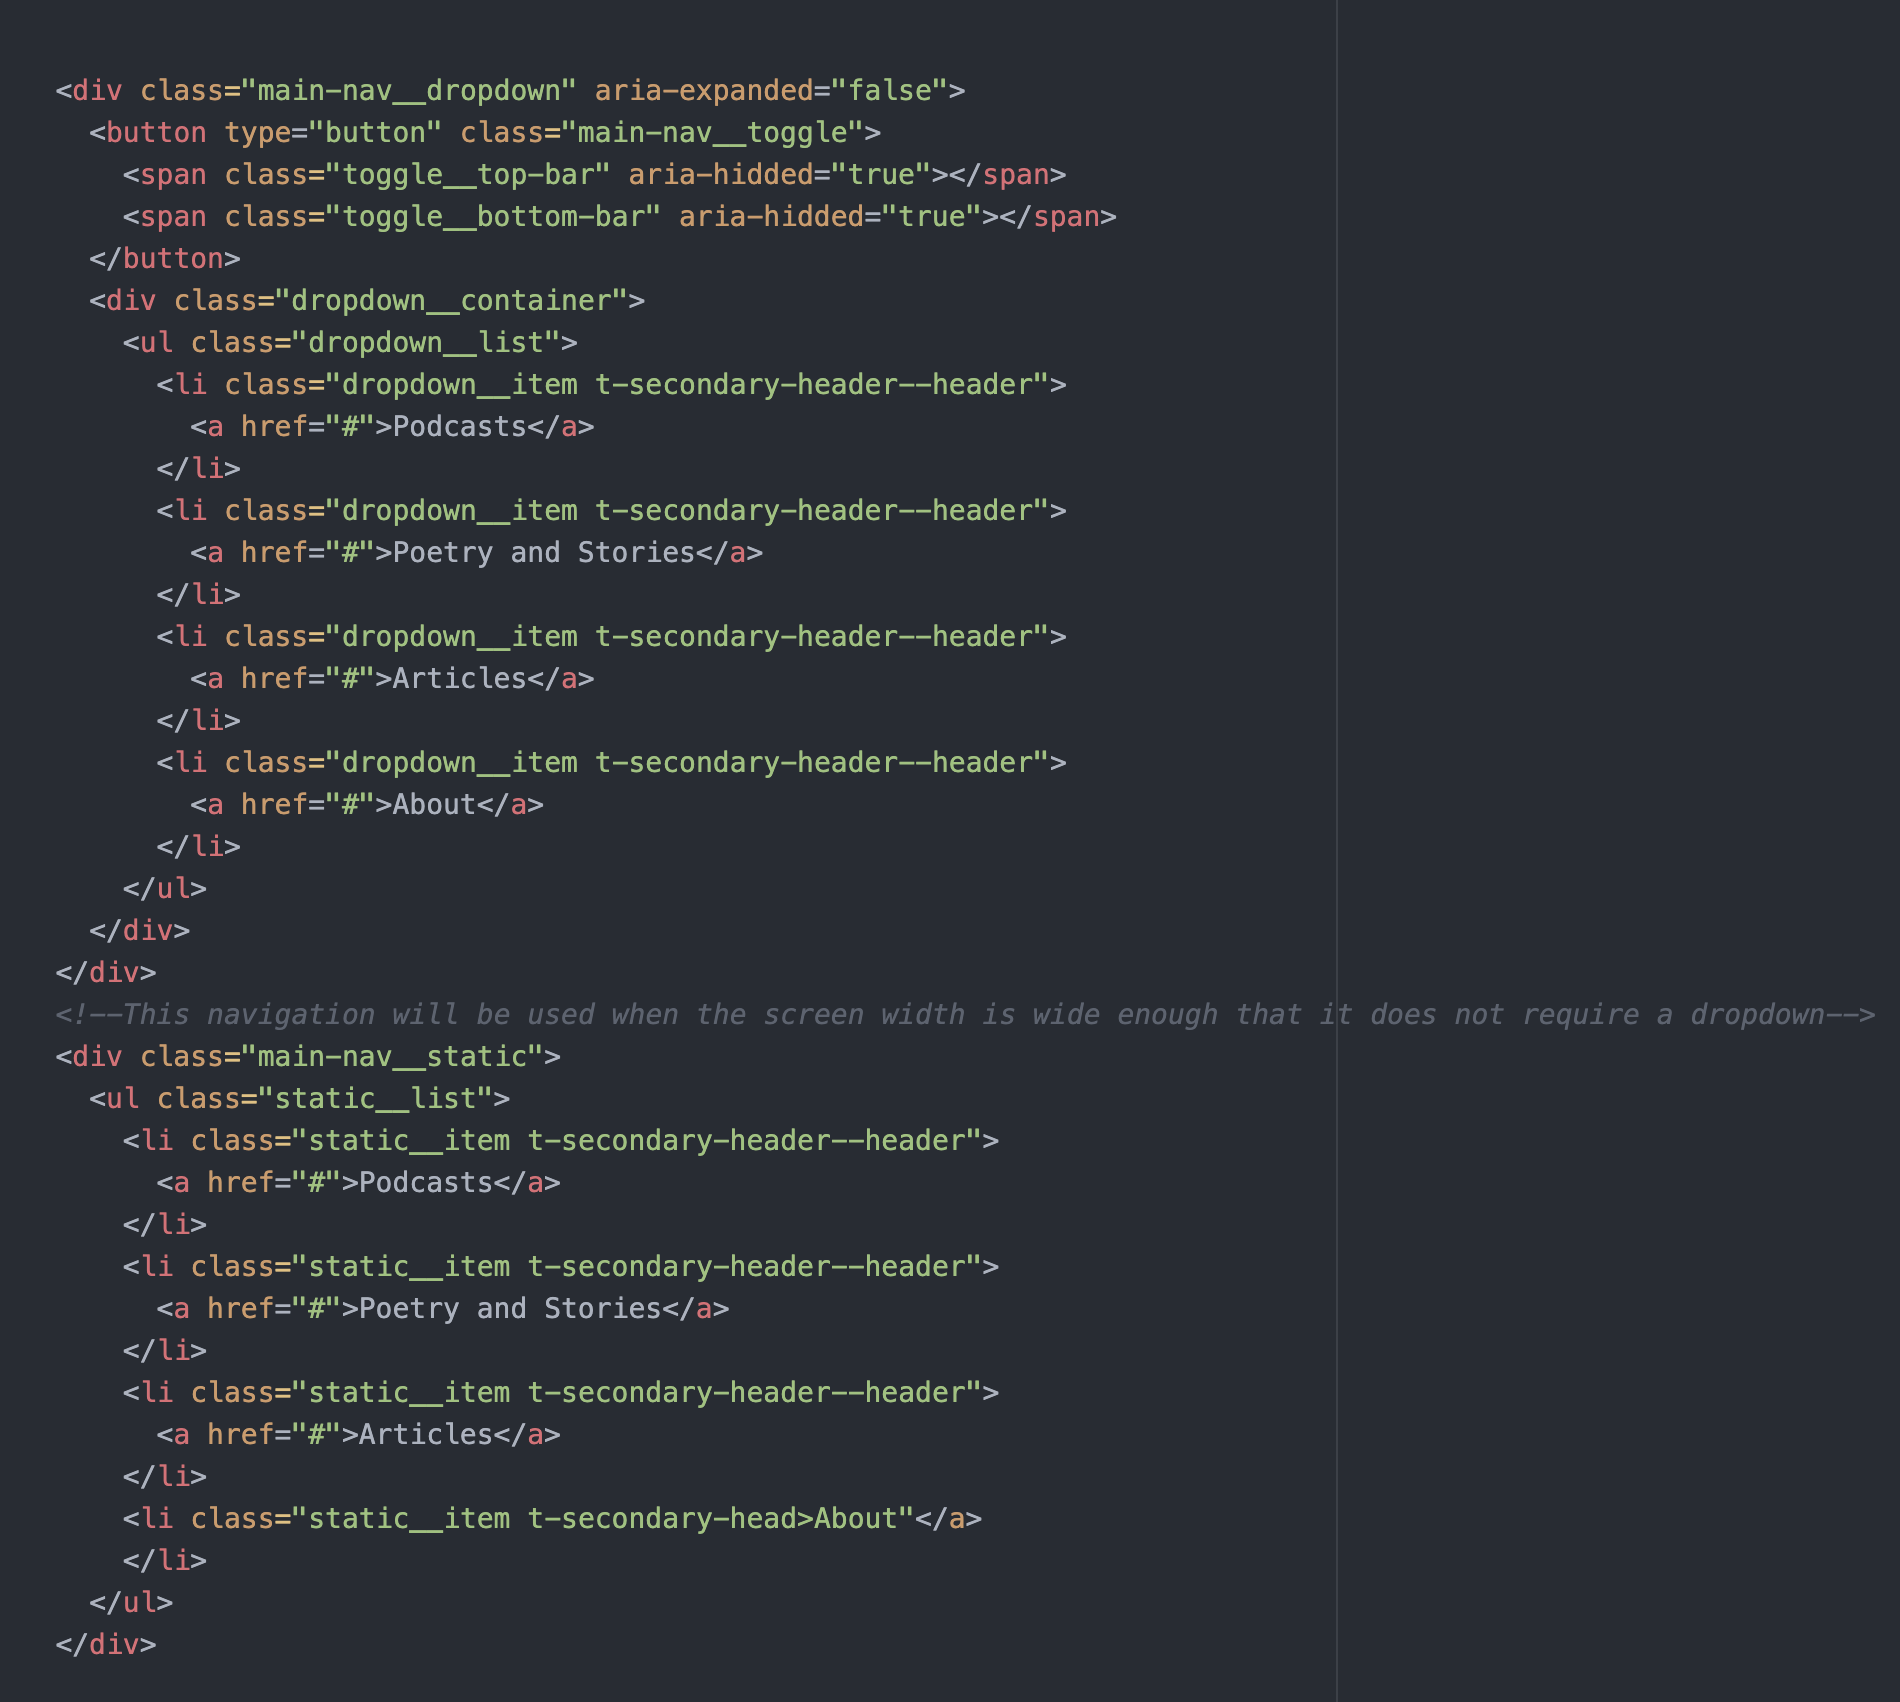 <div class="main-nav__dropdown" aria-expanded="false">
<button type="button" class="main-nav__toggle">
<span class="toggle__top-bar" aria-hidded="true"></span>
<span class="toggle__bottom-bar" aria-hidded="true"></span>
</button>
<div class="dropdown__container">
<ul class="dropdown__list">
<li class="dropdown__item t-secondary-header--header">
<a href="#">Podcasts</a>
</li>
<li class="dropdown__item t-secondary-header--header">
<a href="#">Poetry and Stories</a>
</li>
<li class="dropdown__item t-secondary-header--header">
<a href="#">Articles</a>
</li>
<li class="dropdown__item t-secondary-header--header">
<a href="#">About</a>
</li>
</ul>
</div>
</div>
<!--This navigation will be used when the screen width is wide enough that it does not require a dropdown-->
<div class="main-nav__static">
<ul class="static__list">
<li class="static__item t-secondary-header--header">
<a href="#">Podcasts</a>
</li>
<li class="static__item t-secondary-header--header">
<a href="#">Poetry and Stories</a>
</li>
<li class="static__item t-secondary-header--header">
<a href="#">Articles</a>
</li>
<li class="static__item t-secondary-head>About"</a>
</li>
</ul>
</div>